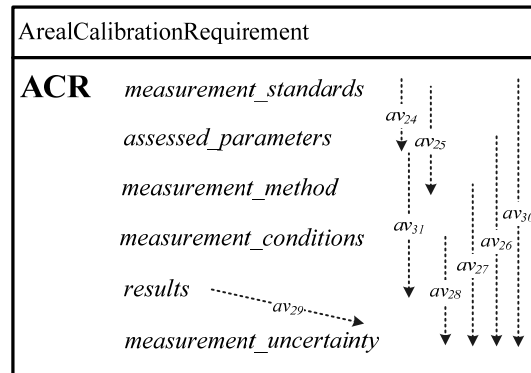 ArealCalibrationRequirement
ACR measurement_standards
av24
assessed_parameters
av25
measurement_method
av30
av31
av26
measurement_conditions
av27
results
av28
av29
measurement_uncertainty